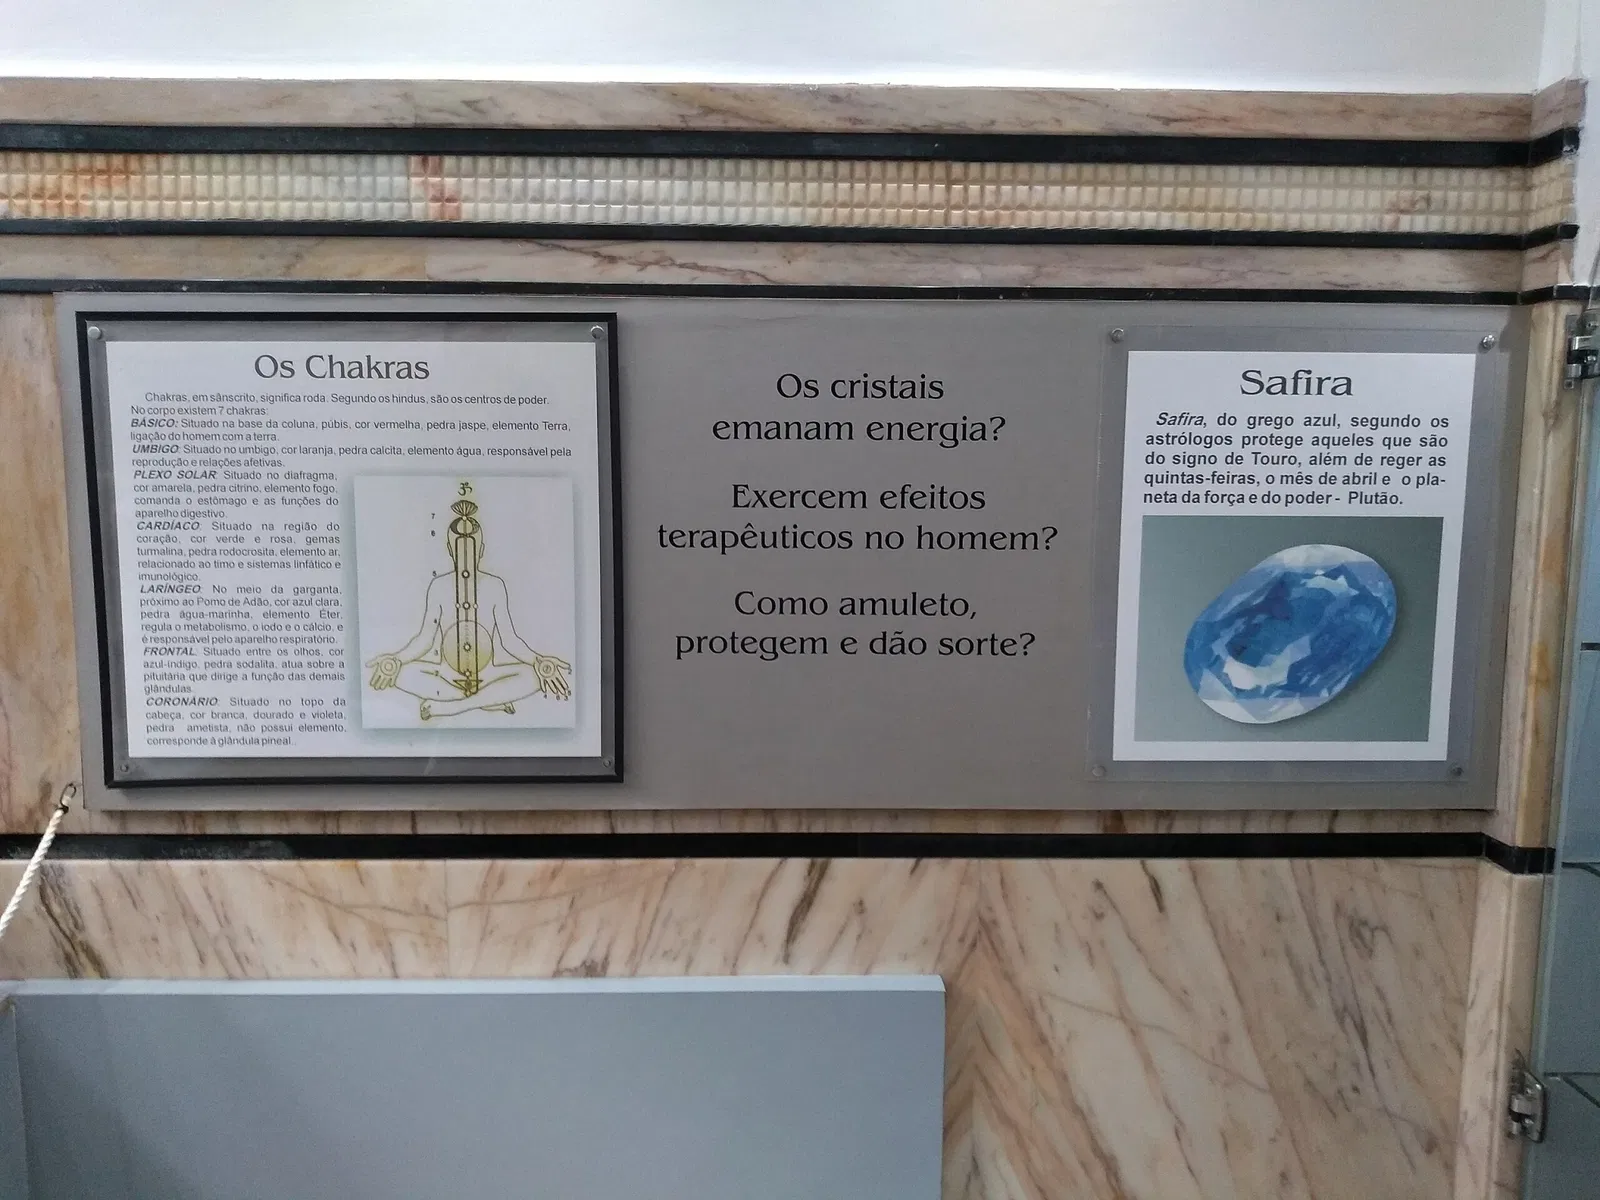 Os Chakras
Chakras, em sânscrito, significa roda. Segundo os hindus, são os centros de poder.
No corpo existem 7 chakras:
BÁSICO: Situado na base da coluna, púbis, cor vermelha, pedra jaspe, elemento Terra,
ligação do homem com a terra.
UMBIGO: Situado no umbigo, cor laranja, pedra calcita, elemento água, responsável pela
reprodução e relações afetivas.
PLEXO SOLAR: Situado no diafragma,
cor amarela, pedra citrino, elemento fogo,
comanda o estômago e as funções do
aparelho digestivo.
CARDÍACO: Situado na região do
coração, cor verde e rosa, gemas
turmalina, pedra rodocrosita, elemento ar,
relacionado ao timo e sistemas linfático e
imunológico.
LARÍNGEO: No meio da garganta,
próximo ao Pomo de Adão, cor azul clara,
pedra água-marinha, elemento Éter,
regula o metabolismo, o iodo e o cálcio, e
é responsável pelo aparelho respiratório.
FRONTAL: Situado entre os olhos, cor
azul-índigo, pedra sodalita, atua sobre a
pituitária que dirige a função das demais
glândulas.
CORONÁRIO: Situado no topo da
cabeça, cor branca, dourado e violeta,
pedra ametista, não possui elemento,
corresponde à glândula pineal.
ॐ
7
6
5
4
3
2
1
Os cristais
emanam energia?
Exercem efeitos
terapêuticos no homem?
Como amuleto,
protegem e dão sorte?
Safira
Safira, do grego azul, segundo os
astrólogos protege aqueles que são
do signo de Touro, além de reger as
quintas-feiras, o mês de abril e o pla-
neta da força e do poder - Plutão.